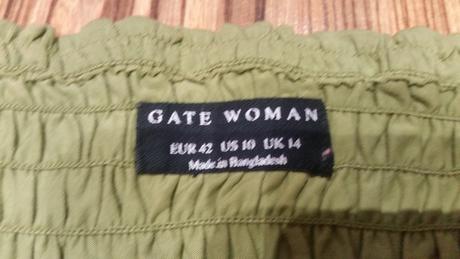 GATE WOMAN
EUR 42 US 10 UK 14
Made in Bangladesh